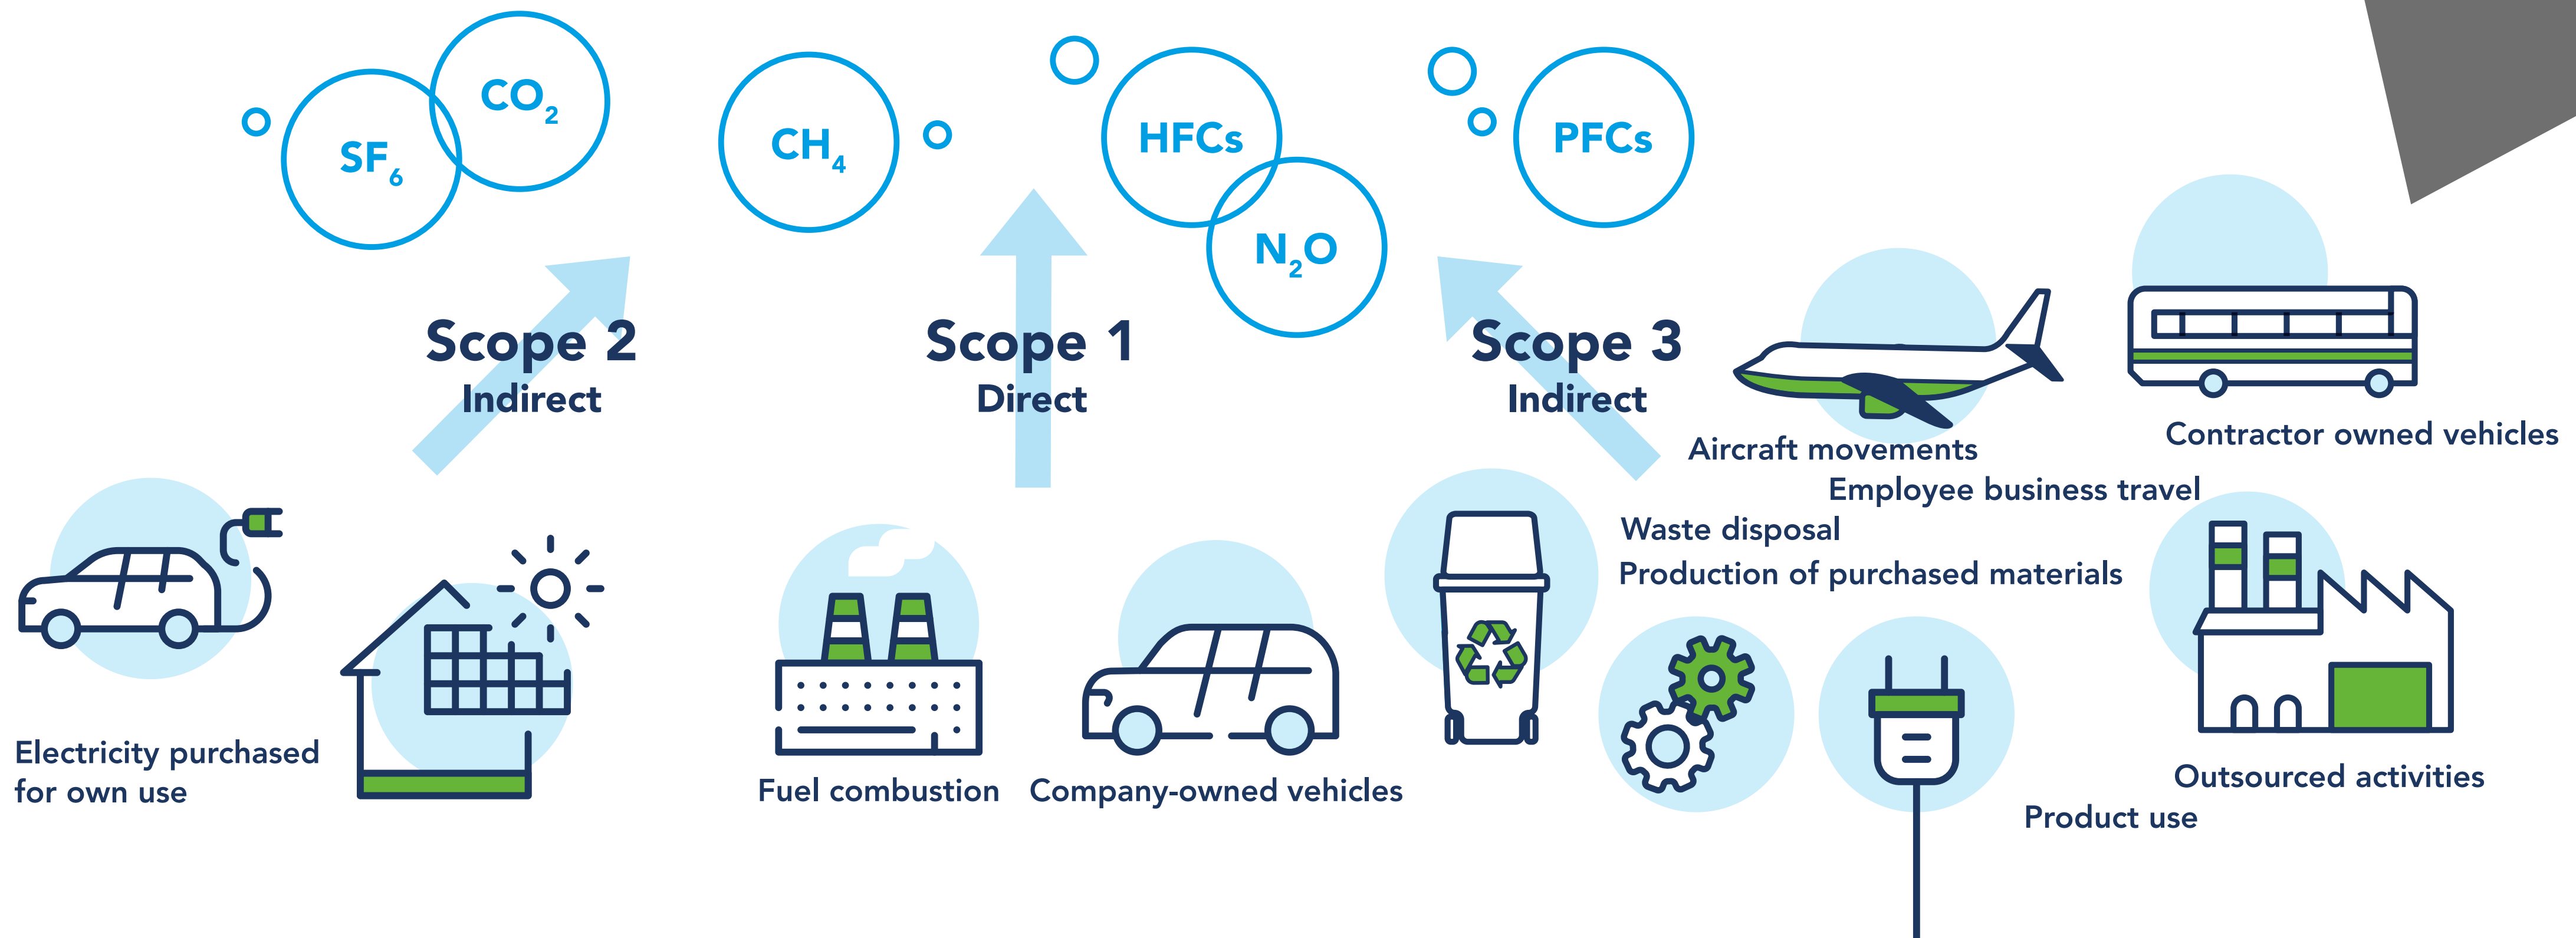 CO₂
SF₆
CH₄
HFCs
N₂O
PFCs
Scope 2
Indirect
Scope 1
Direct
Scope 3
Indirect
Electricity purchased
for own use
Fuel combustion
Company-owned vehicles
Aircraft movements
Contractor owned vehicles
Employee business travel
Waste disposal
Production of purchased materials
Outsourced activities
Product use